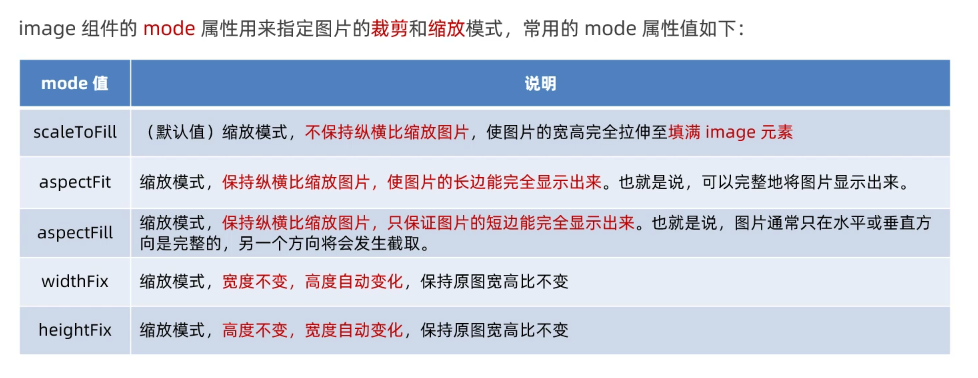 image 组件的 mode 属性用来指定图片的裁剪和缩放模式，常用的 mode 属性值如下：
mode 值 说明
scaleToFill （默认值）缩放模式，不保持纵横比缩放图片，使图片的宽高完全拉伸至填满 image 元素
aspectFit 缩放模式，保持纵横比缩放图片，使图片的长边能完全显示出来。也就是说，可以完整地将图片显示出来。
aspectFill 缩放模式，保持纵横比缩放图片，只保证图片的短边能完全显示出来。也就是说，图片通常只在水平或垂直方
向是完整的，另一个方向将会发生截取。
widthFix 缩放模式，宽度不变，高度自动变化，保持原图宽高比不变
heightFix 缩放模式，高度不变，宽度自动变化，保持原图宽高比不变